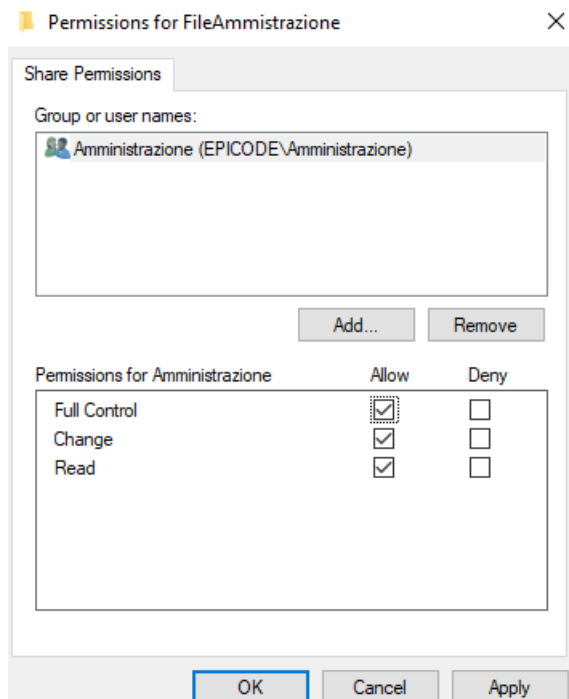 Permissions for FileAmmistrazione
Share Permissions
Group or user names:
Amministrazione (EPICODE\Amministrazione)
Add...
Remove
Permissions for Amministrazione Allow Deny
Full Control
Change
Read
OK
Cancel
Apply